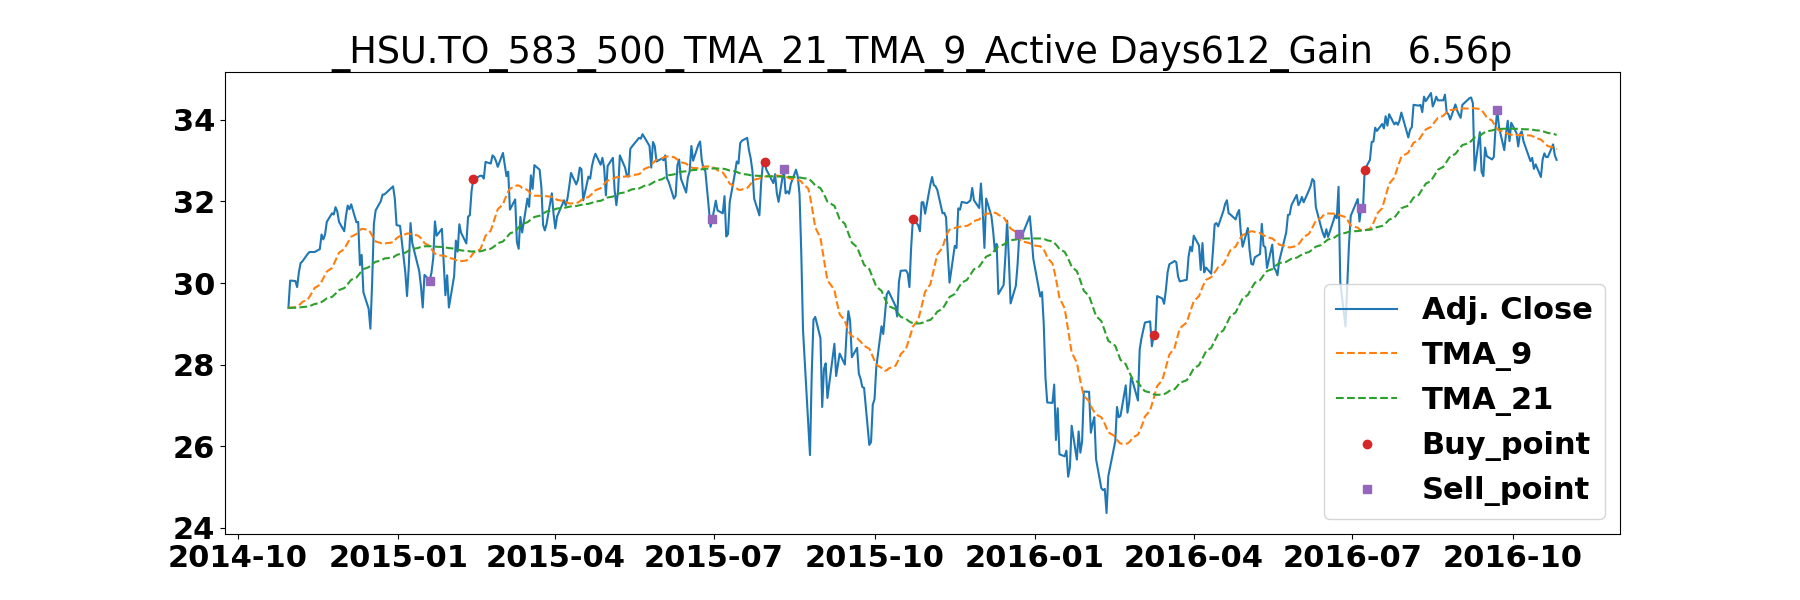 _HSU.TO_583_500_TMA_21_TMA_9_Active Days612_Gain   6.56p
34
32
30
28
26
24
2014-10 2015-01 2015-04 2015-07 2015-10 2016-01 2016-04 2016-07 2016-10
Adj. Close
TMA_9
TMA_21
Buy_point
Sell_point